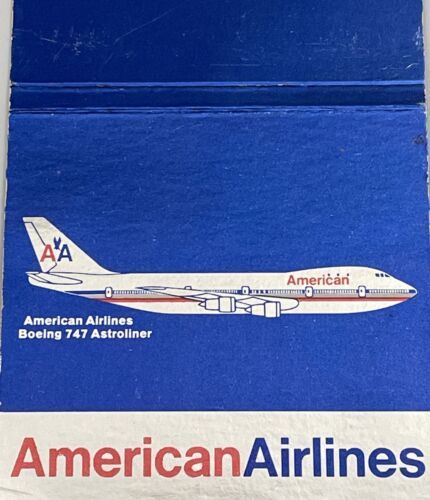 American
AA
American Airlines
Boeing 747 Astroliner
AmericanAirlines